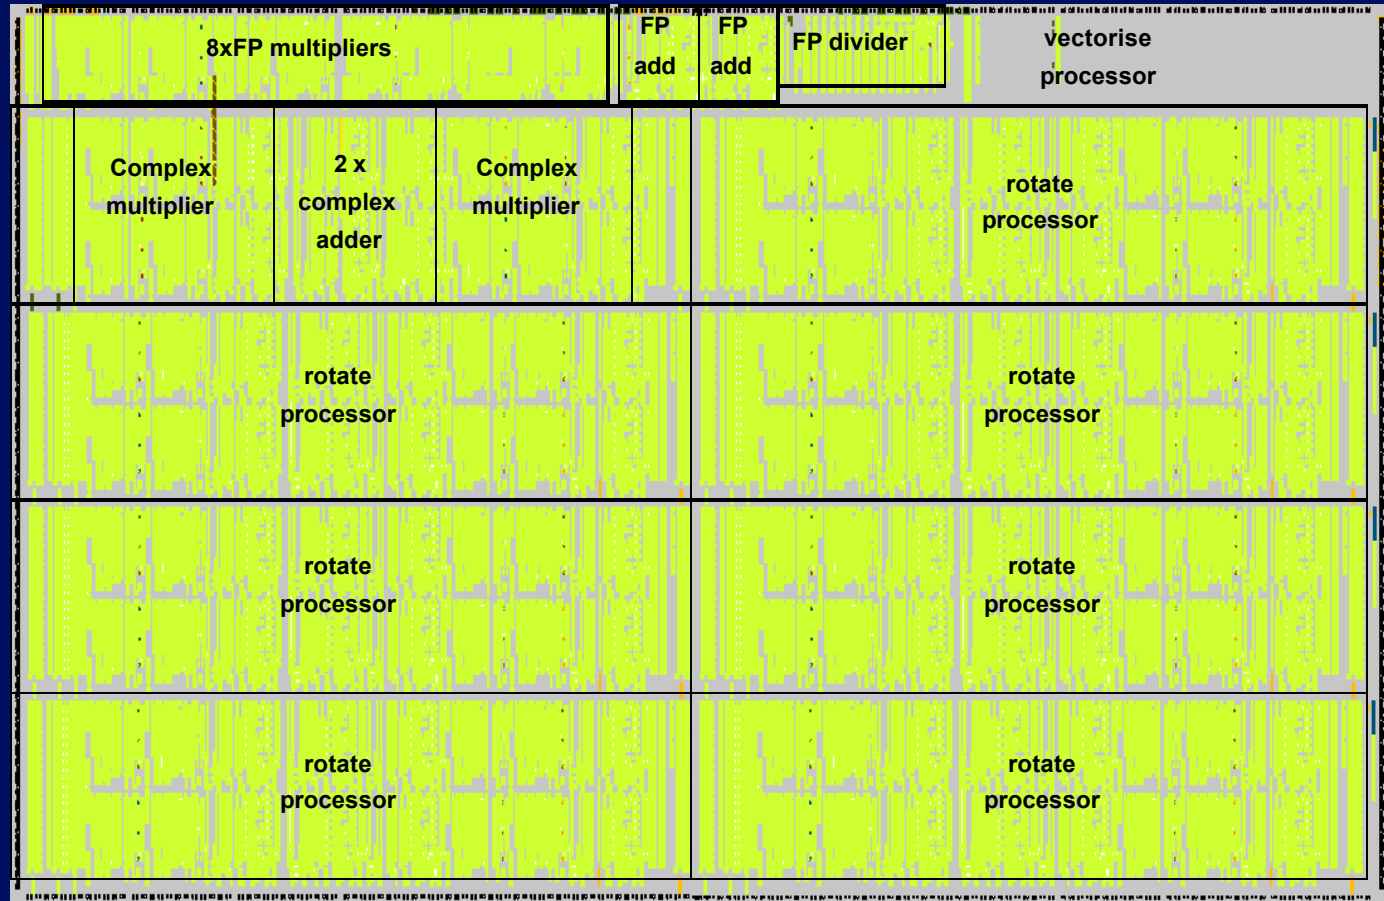 8xFP multipliers
FP
add
FP
add
FP divider
vectorise
processor
Complex
multiplier
2 x
complex
adder
Complex
multiplier
rotate
processor
rotate
processor
rotate
processor
rotate
processor
rotate
processor
rotate
processor
rotate
processor